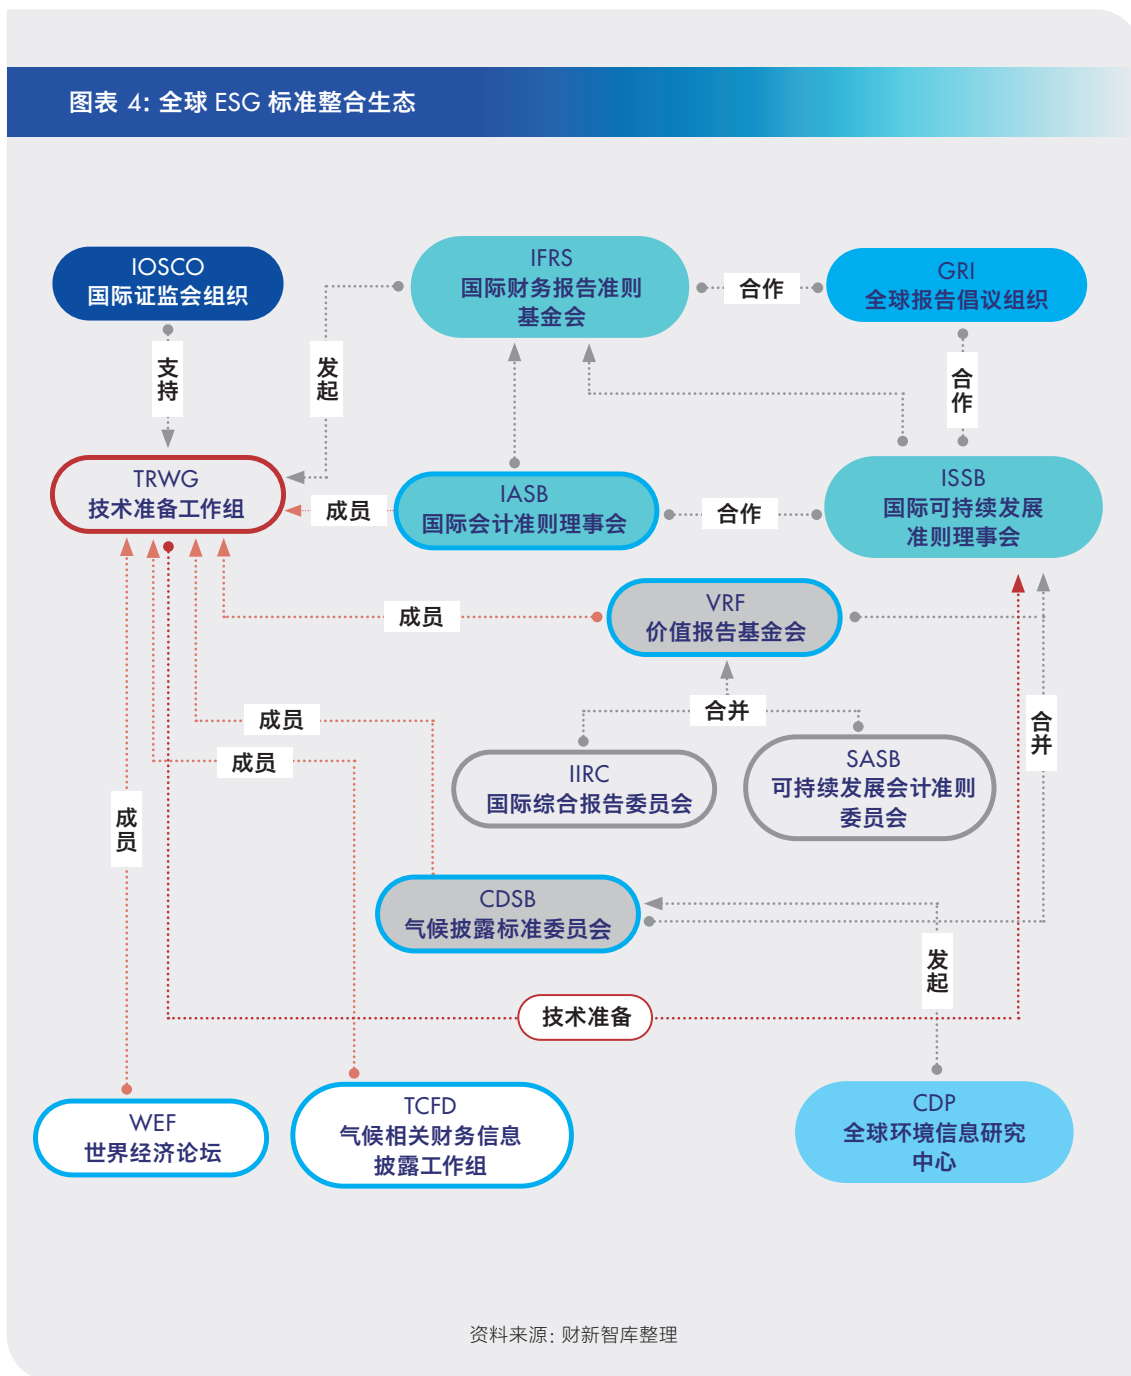 图表 4: 全球 ESG 标准整合生态
IOSCO
国际证监会组织
IFRS
国际财务报告准则
基金会
合作
GRI
全球报告倡议组织
支持
发起
合作
TRWG
技术准备工作组
成员
IASB
国际会计准则理事会
合作
ISSB
国际可持续发展
准则理事会
成员
VRF
价值报告基金会
成员
合并
合并
成员
IIRC
国际综合报告委员会
SASB
可持续发展会计准则
委员会
成员
CDSB
气候披露标准委员会
发起
技术准备
WEF
世界经济论坛
TCFD
气候相关财务信息
披露工作组
CDP
全球环境信息研究
中心
资料来源: 财新智库整理